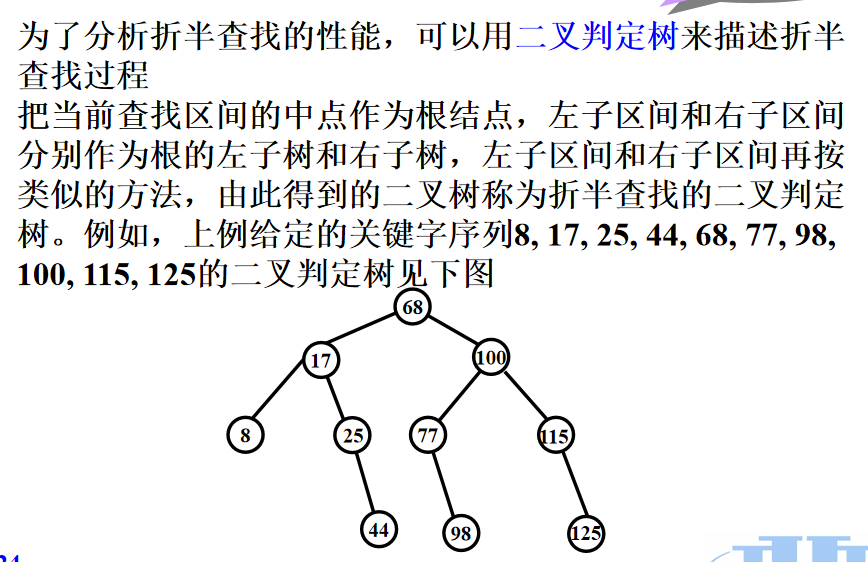 为了分析折半查找的性能，可以用二叉判定树来描述折半
查找过程
把当前查找区间的中点作为根结点，左子区间和右子区间
分别作为根的左子树和右子树，左子区间和右子区间再按
类似的方法，由此得到的二叉树称为折半查找的二叉判定
树。例如，上例给定的关键字序列8, 17, 25, 44, 68, 77, 98,
100, 115, 125的二叉判定树见下图
68
17
100
8
25
77
115
44
98
125